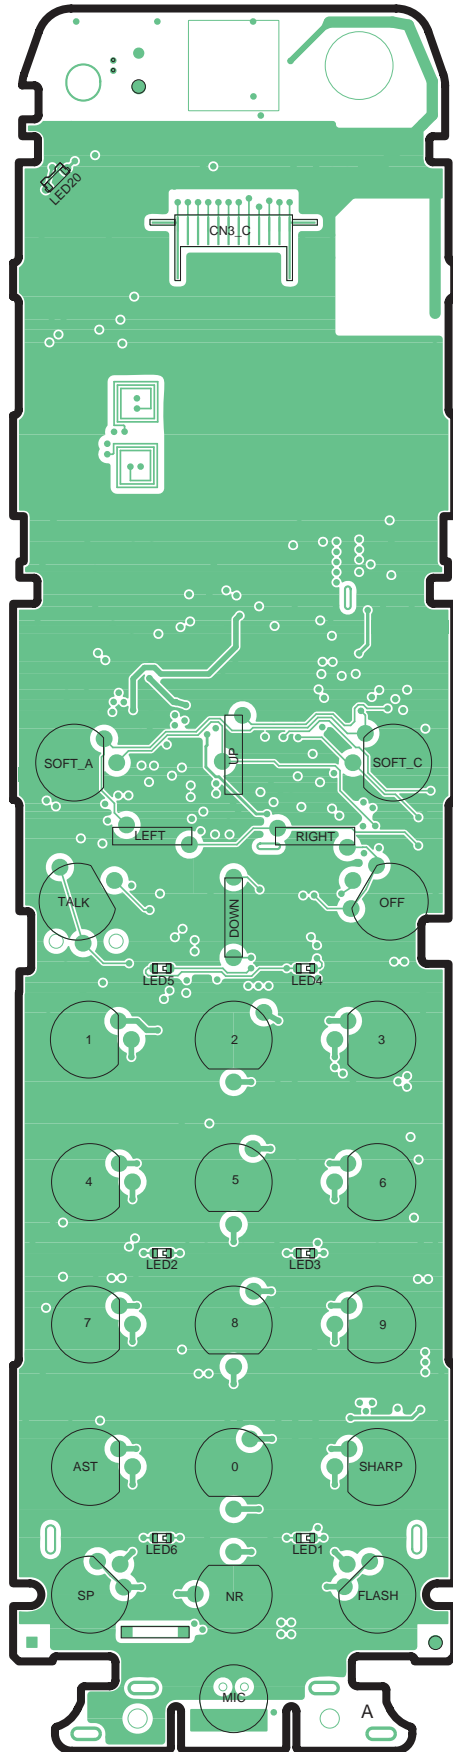 LED20
CN3_C
UP
SOFT_A
SOFT_C
LEFT
RIGHT
TALK
DOWN
OFF
LED5
LED4
1
2
3
4
5
6
LED2
LED3
7
8
9
AST
0
SHARP
LED6
LED1
SP
NR
FLASH
MIC
A